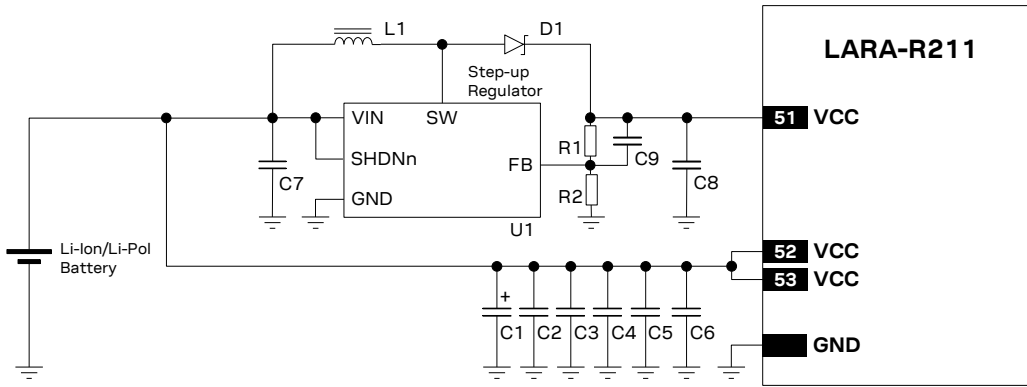 L1
D1
LARA-R211
Step-up
Regulator
VIN
SW
51
VCC
R1
C9
SHDNn
FB
C7
C8
R2
GND
U1
52
VCC
Li-Ion/Li-Pol
Battery
53
VCC
+
C1
C2
C3
C4
C5
C6
GND